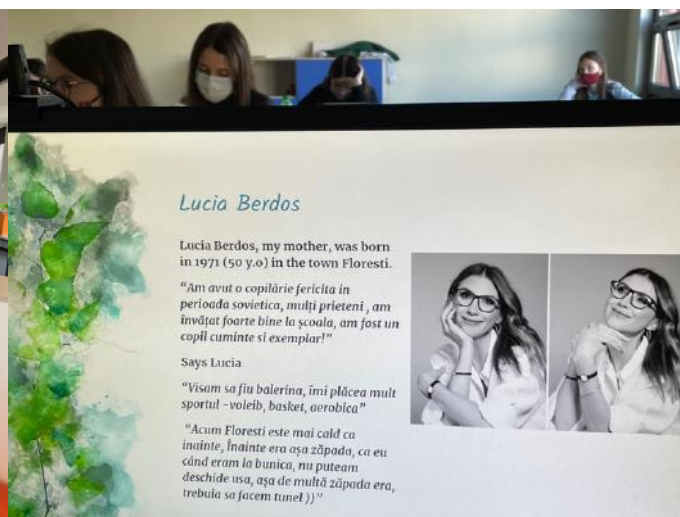 Lucia Berdos
Lucia Berdos, my mother, was born
in 1971 (50 y.o) in the town Floresti.
"Am avut o copilărie fericita in
perioada sovietica, mulți prieteni , am
învățat foarte bine la școala, am fost un
copil cuminte si exemplar!"
Says Lucia
"Visam sa fiu balerina, îmi plăcea mult
sportul -voleib, basket, aerobica"
"Acum Floresti este mai cald ca
inainte, Înainte era așa zăpada, ca eu
când eram la bunica, nu puteam
deschide usa, așa de multă zăpada era,
trebuia sa facem tunel ))"